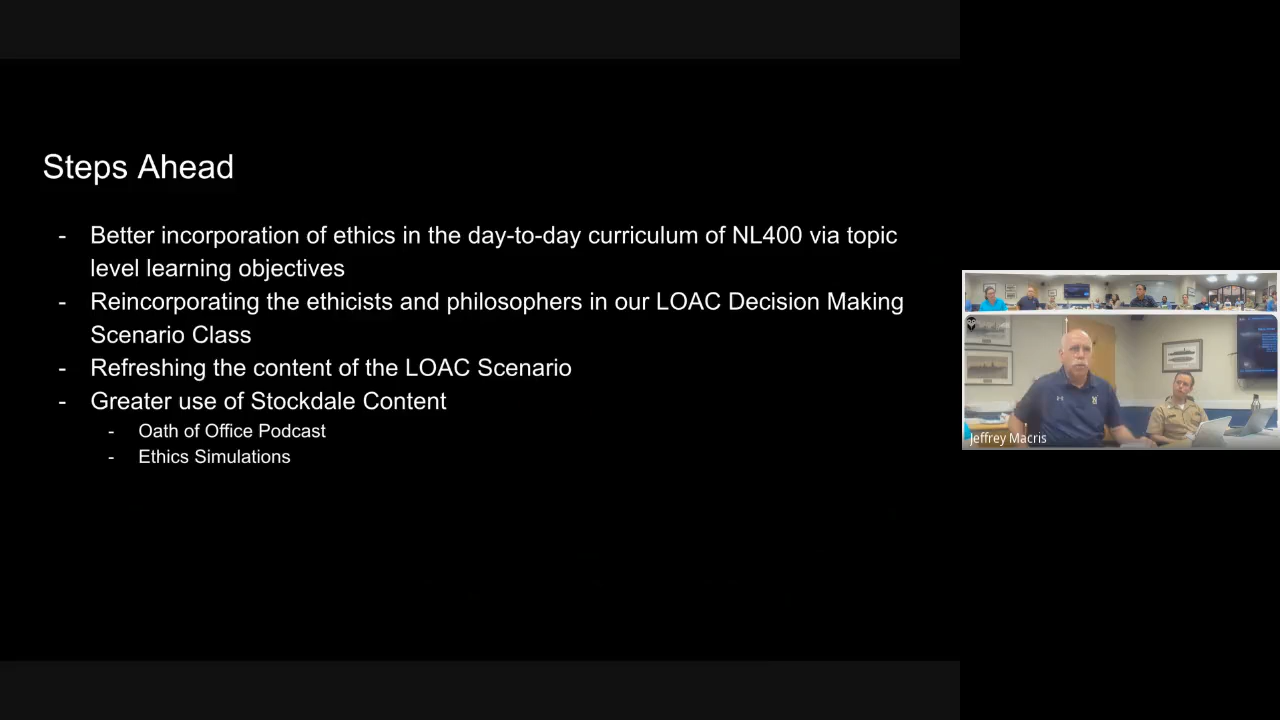 Steps Ahead
- Better incorporation of ethics in the day-to-day curriculum of NL400 via topic
level learning objectives
- Reincorporating the ethicists and philosophers in our LOAC Decision Making
Scenario Class
- Refreshing the content of the LOAC Scenario
- Greater use of Stockdale Content
- Oath of Office Podcast
- Ethics Simulations
Jeffrey Macris